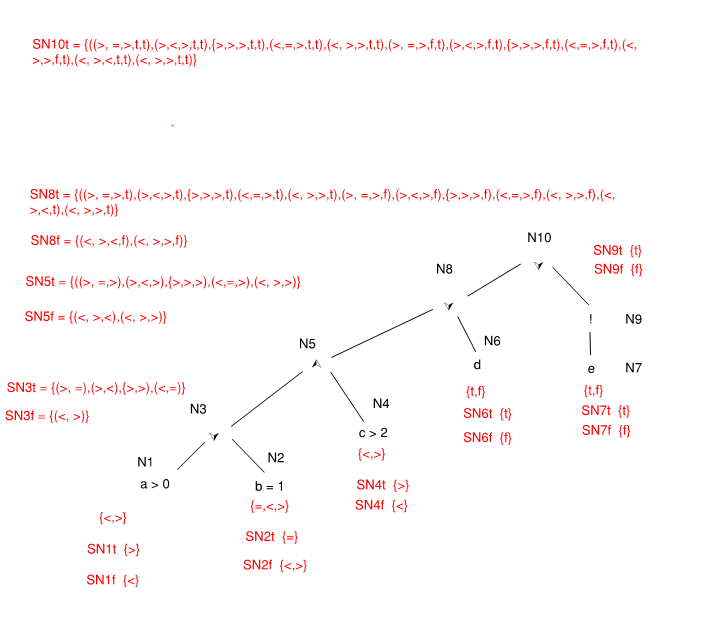 SN10t = {((>, =,>,t,t),(>,<,>,t,t),{>,>,>,t,t),(<,=,>,t,t),(<, >,>,t,t),(>, =,>,f,t),(>,<,>,f,t),{>,>,>,f,t),(<,=,>,f,t),(<,
>,>,f,t),(<, >,<,t,t),(<, >,>,t,t)}
`
SN8t = {((>, =,>,t),(>,<,>,t),{>,>,>,t),(<,=,>,t),(<, >,>,t),(>, =,>,f),(>,<,>,f),{>,>,>,f),(<,=,>,f),(<, >,>,f),(<,
>,<,t),(<, >,>,t)}
SN8f = {(<, >,<,f),(<, >,>,f)}
N10
SN9t {t}
SN9f {f}
N8
SN5t = {((>, =,>),(>,<,>),{>,>,>),(<,=,>),(<, >,>)}
SN5f = {(<, >,<),(<, >,>)}
! N9
N5
N6
d
e N7
SN3t = {(>, =),(>,<),{>,>),(<,=)}
{t,f}
{t,f}
SN3f = {(<, >)}
N3
N4
SN6t {t}
SN7t {t}
c > 2
SN6f {f}
SN7f {f}
{<,>}
N1
N2
a > 0
b = 1
SN4t {>}
{=,<,>}
SN4f {<}
{<,>}
SN2t {=}
SN1t {>}
SN2f {<,>}
SN1f {<}